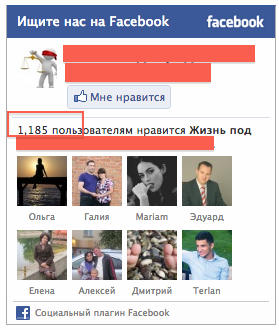 Ищите нас на Facebook
facebook
Мне нравится
1,185 пользователям нравится Жизнь под
Ольга Галия Mariam Эдуард
Елена Алексей Дмитрий Terlan
Социальный плагин Facebook